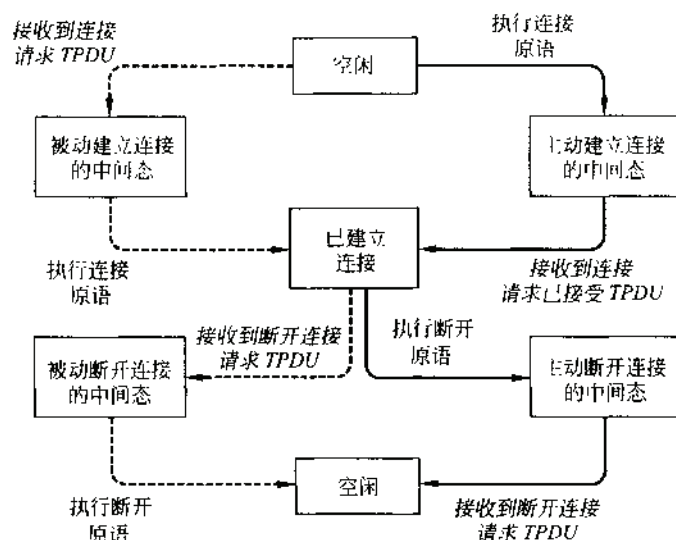 接收到连接
请求 TPDU
空闲
执行连接
原语
被动建立连接
的中间态
主动建立连接
的中间态
已建立
连接
执行连接
原语
接收到连接
请求已接受 TPDU
接收到断开连接
请求 TPDU
执行断开
原语
被动断开连接
的中间态
主动断开连接
的中间态
空闲
执行断开
原语
接收到断开连接
请求 TPDU